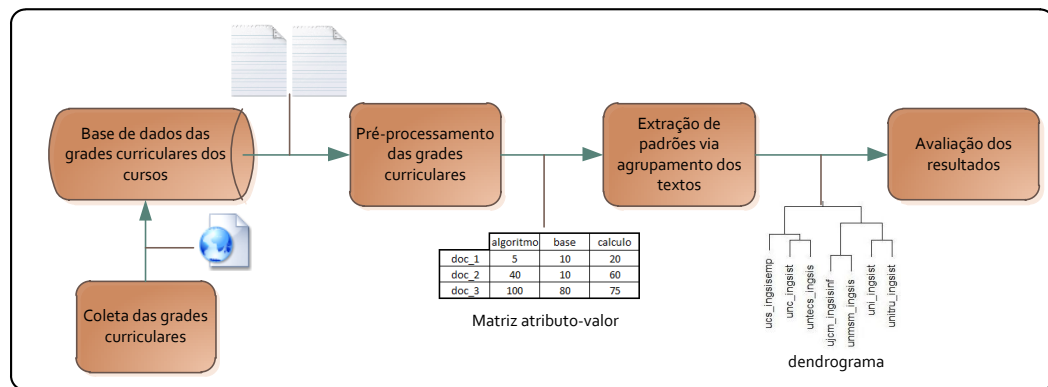 Base de dados das
grades curriculares dos
cursos
Pré-processamento
das grades
curriculares
Extração de
padrões via
agrupamento dos
textos
Avaliação dos
resultados
Coleta das grades
curriculares
algoritmo base calculo
doc_1 5 10 20
doc_2 40 10 60
doc_3 100 80 75
Matriz atributo-valor
ucs_ingsisemp
unc_ingsist
untecs_ingsis
ujcm_ingsisinf
unmsm_ingsis
uni_ingsist
unitru_ingsist
dendrograma